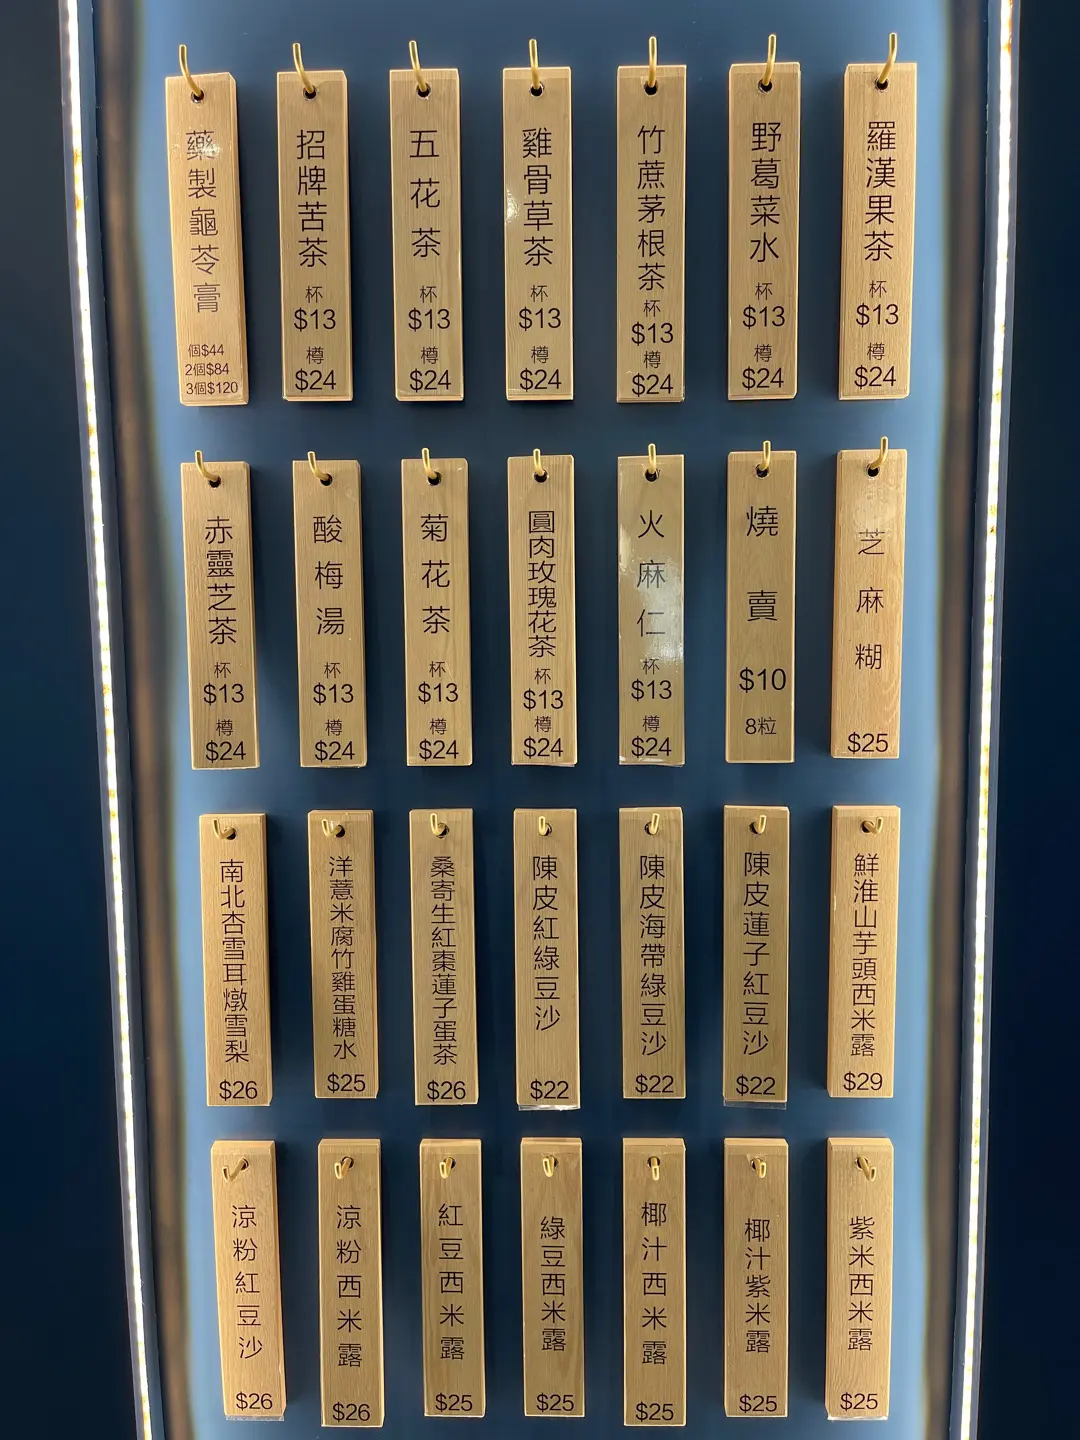 藥製龜苓膏
個$44
2個$84
3個$120
招牌苦茶
杯
$13
樽
$24
五花茶
杯
$13
樽
$24
雞骨草茶
杯
$13
樽
$24
竹蔗茅根茶
杯
$13
樽
$24
野葛菜水
杯
$13
樽
$24
羅漢果茶
杯
$13
樽
$24
赤靈芝茶
杯
$13
樽
$24
酸梅湯
杯
$13
樽
$24
菊花茶
杯
$13
樽
$24
圓肉玫瑰花茶
杯
$13
樽
$24
火麻仁
杯
$13
樽
$24
燒賣
$10
8粒
芝麻糊
$25
南北杏雪耳燉雪梨
$26
洋薏米腐竹雞蛋糖水
$25
桑寄生紅棗蓮子蛋茶
$26
陳皮紅綠豆沙
$22
陳皮海帶綠豆沙
$22
陳皮蓮子紅豆沙
$22
鮮淮山芋頭西米露
$29
涼粉紅豆沙
$26
涼粉西米露
$26
紅豆西米露
$25
綠豆西米露
$25
椰汁西米露
$25
椰汁紫米露
$25
紫米西米露
$25